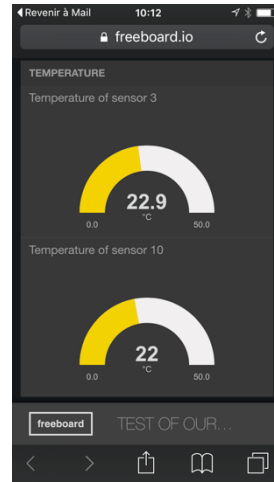 Revenir à Mail 10:12
freeboard.io
TEMPERATURE
Temperature of sensor 3
22.9
°C
0.0 50.0
Temperature of sensor 10
22
°C
0.0 50.0
freeboard TEST OF OUR...